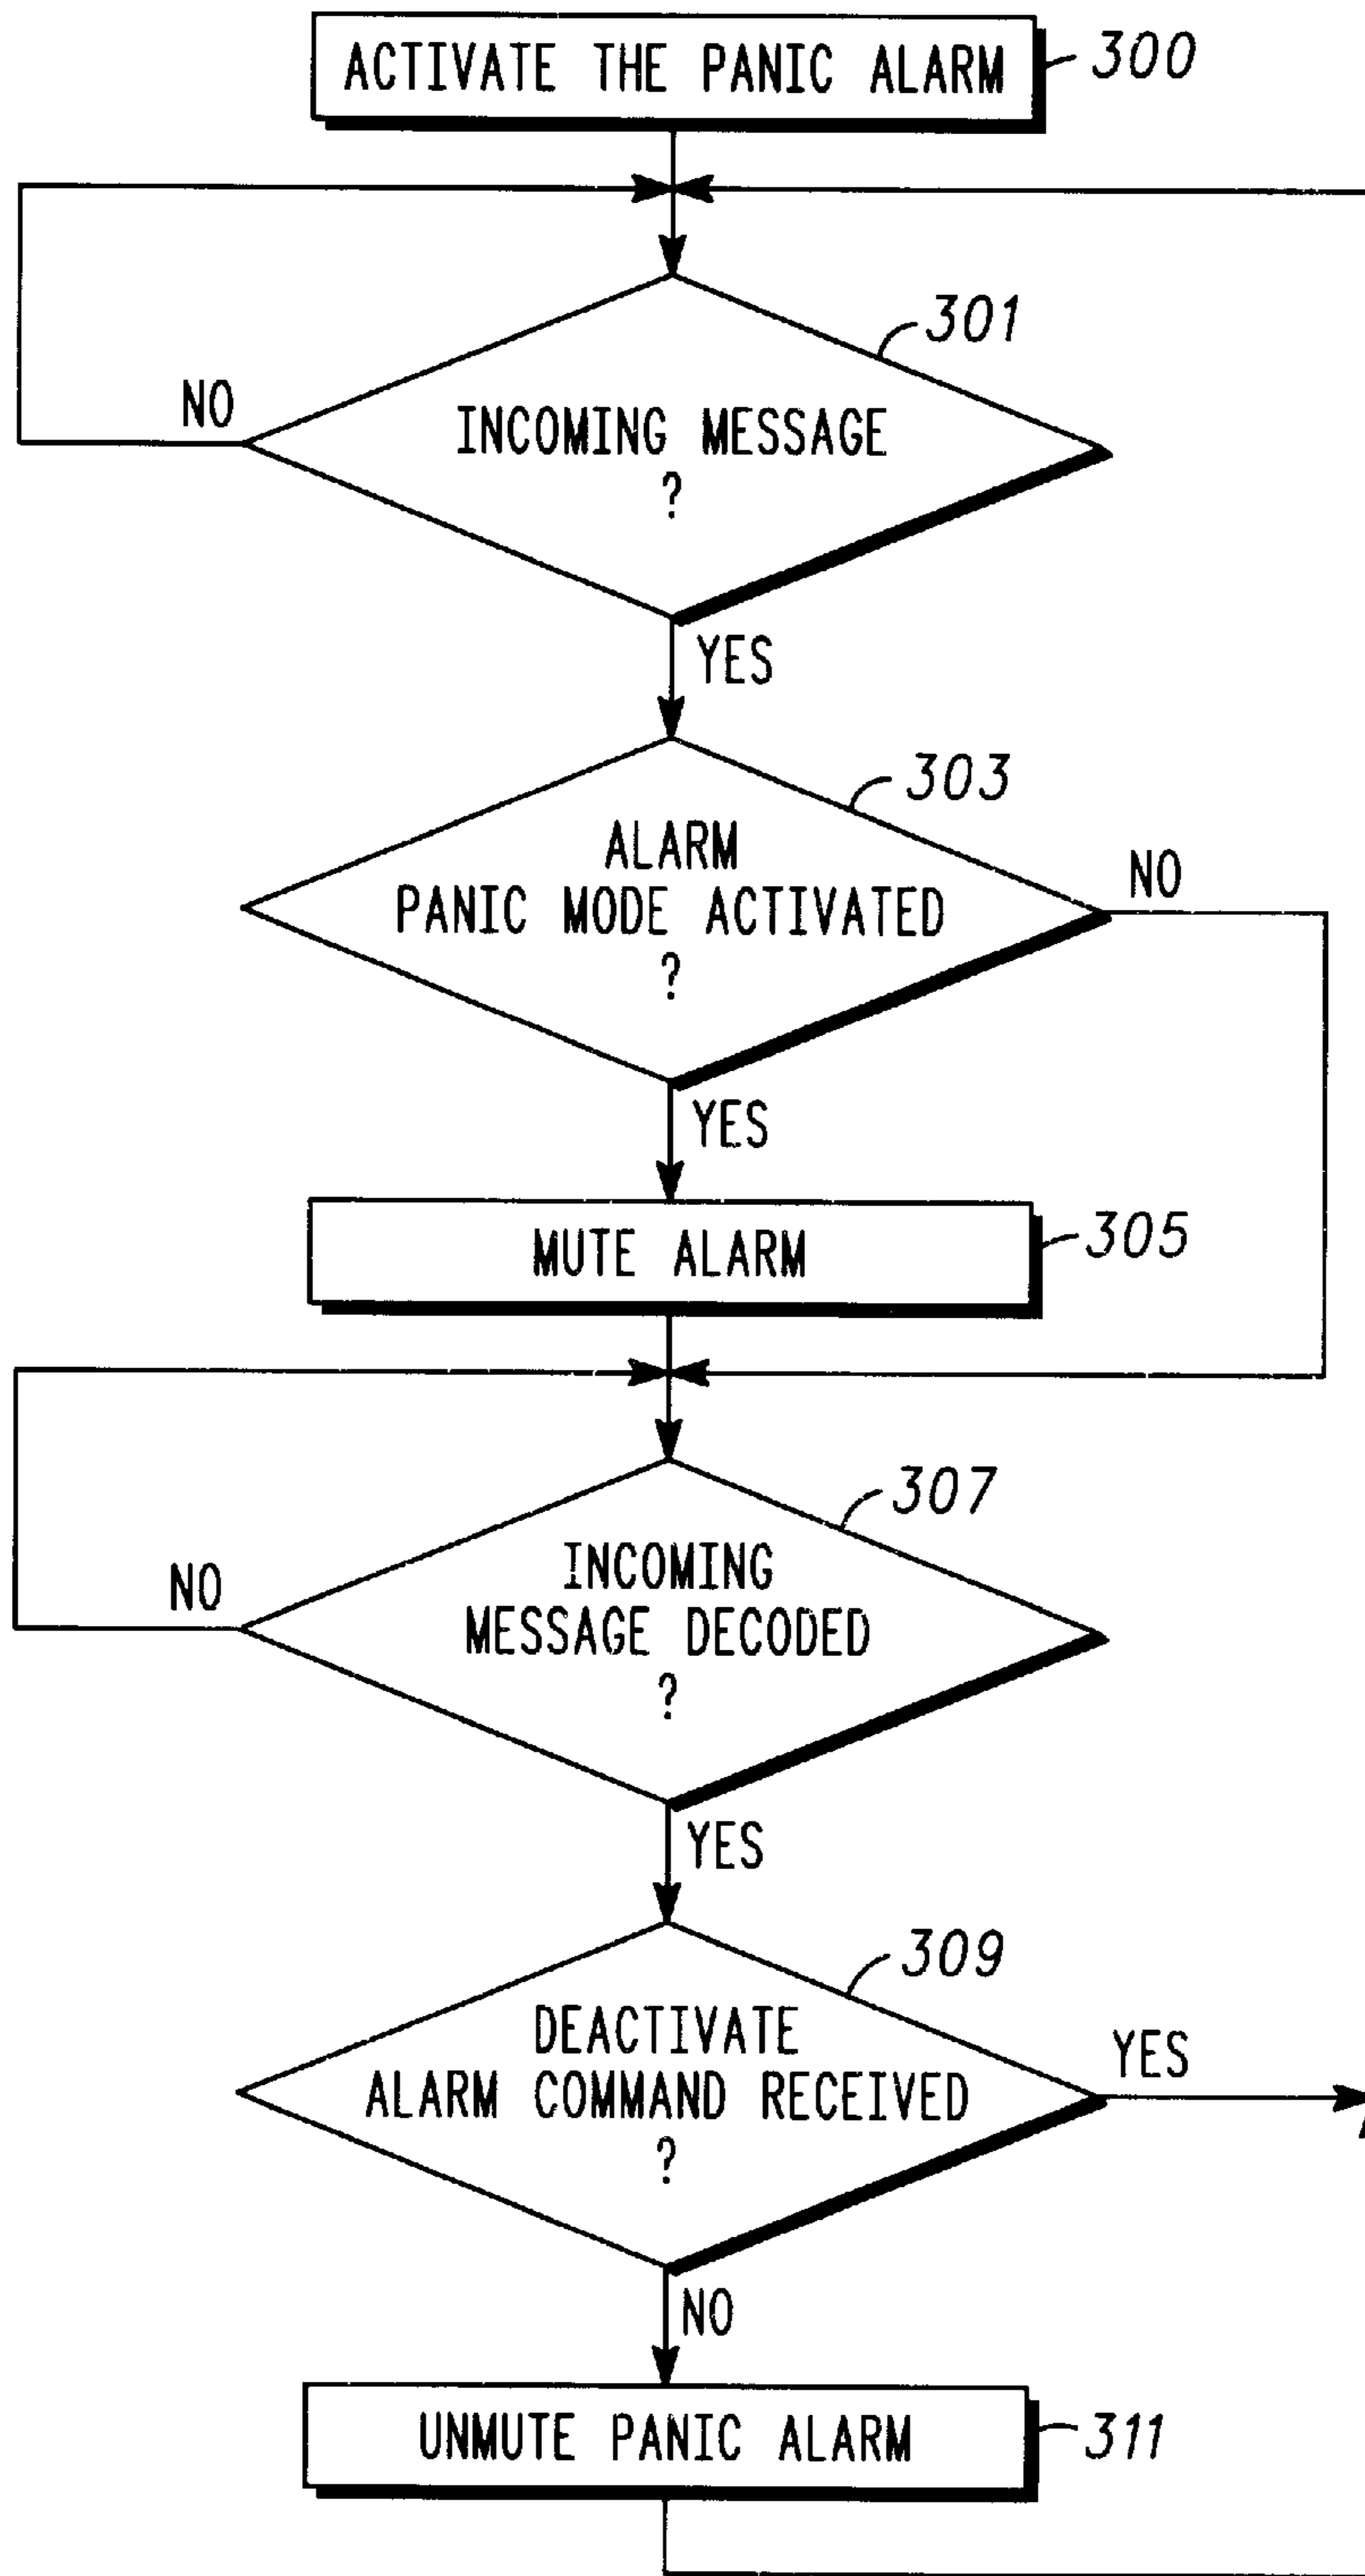 ACTIVATE THE PANIC ALARM
300
301
INCOMING MESSAGE
?
NO
YES
303
ALARM
PANIC MODE ACTIVATED
?
NO
YES
MUTE ALARM
305
307
INCOMING
MESSAGE DECODED
?
NO
YES
309
DEACTIVATE
ALARM COMMAND RECEIVED
?
YES
NO
UNMUTE PANIC ALARM
311